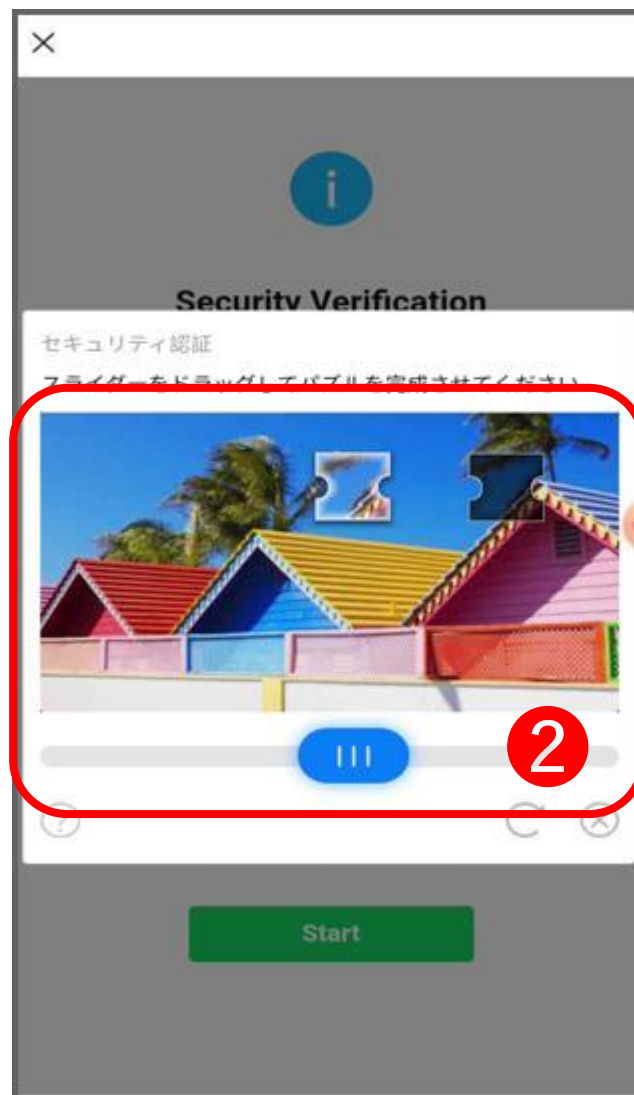 Security Verification
セキュリティ認証
スライダーをドラッグしてパズルを完成させてください
2
Start